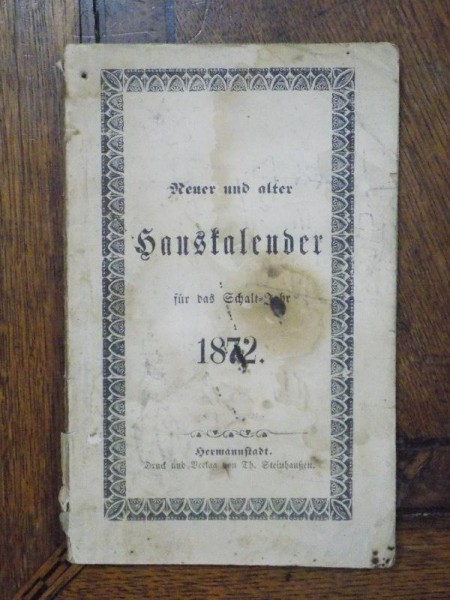 Neuer und alter
Hauskalender
für das Schalt-Jahr
1872.
Hermannstadt.
Druck und Verlag von Th. Steinhaußen.